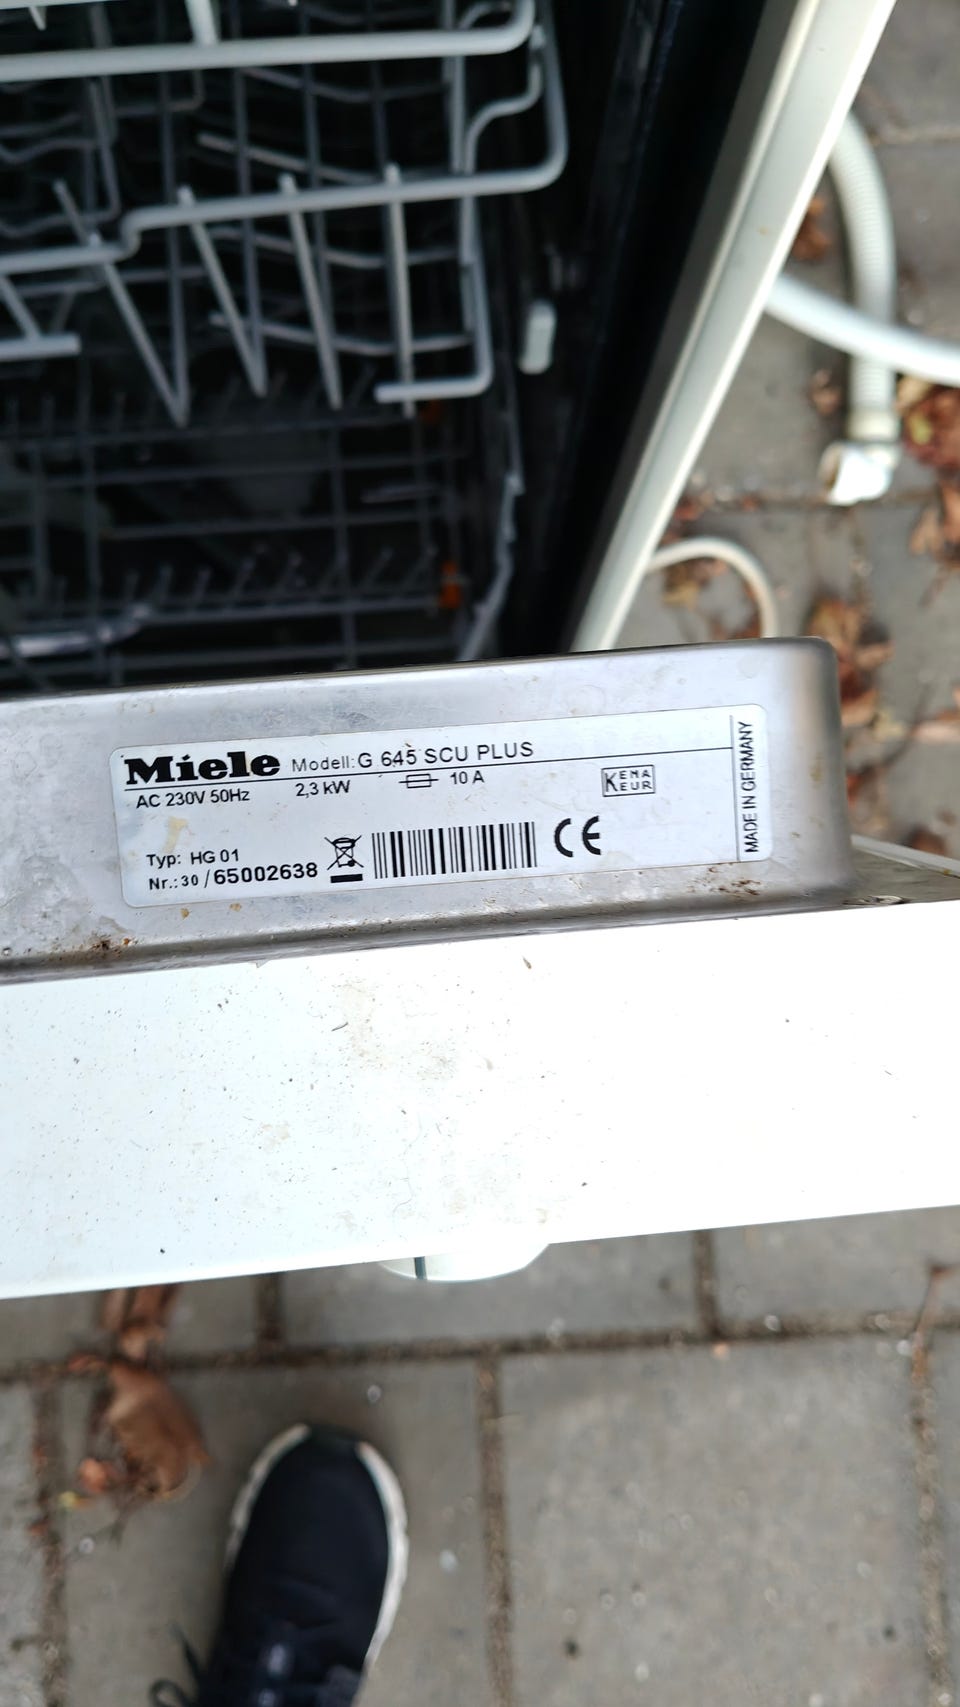 Miele Modell: G 645 SCU PLUS
AC 230V 50Hz 2,3 kW 10 A
KEMA KEUR
Typ: HG 01
Nr.: 30 / 65002638
CE
MADE IN GERMANY